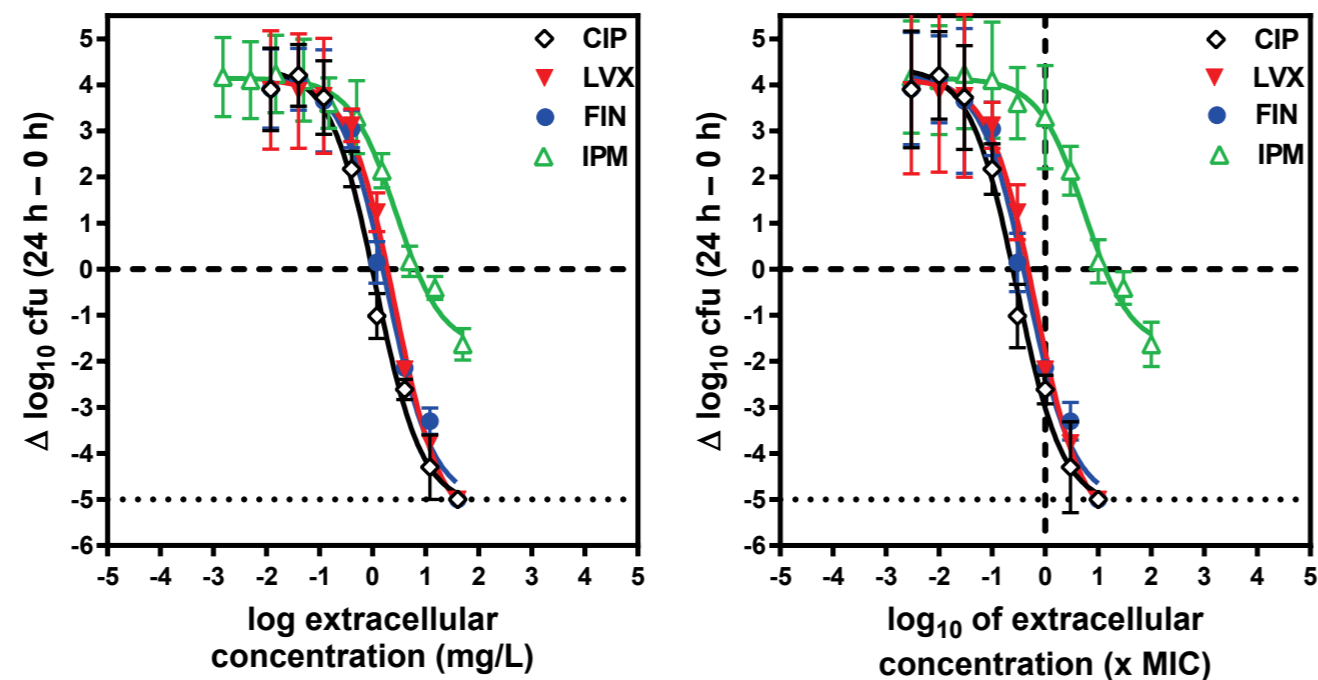 Δ log10 cfu (24 h – 0 h)
5
4
3
2
1
0
-1
-2
-3
-4
-5
-6
-5 -4 -3 -2 -1 0 1 2 3 4 5
log extracellular
concentration (mg/L)
CIP
LVX
FIN
IPM
Δ log10 cfu (24 h – 0 h)
5
4
3
2
1
0
-1
-2
-3
-4
-5
-6
-5 -4 -3 -2 -1 0 1 2 3 4 5
log10 of extracellular
concentration (x MIC)
CIP
LVX
FIN
IPM